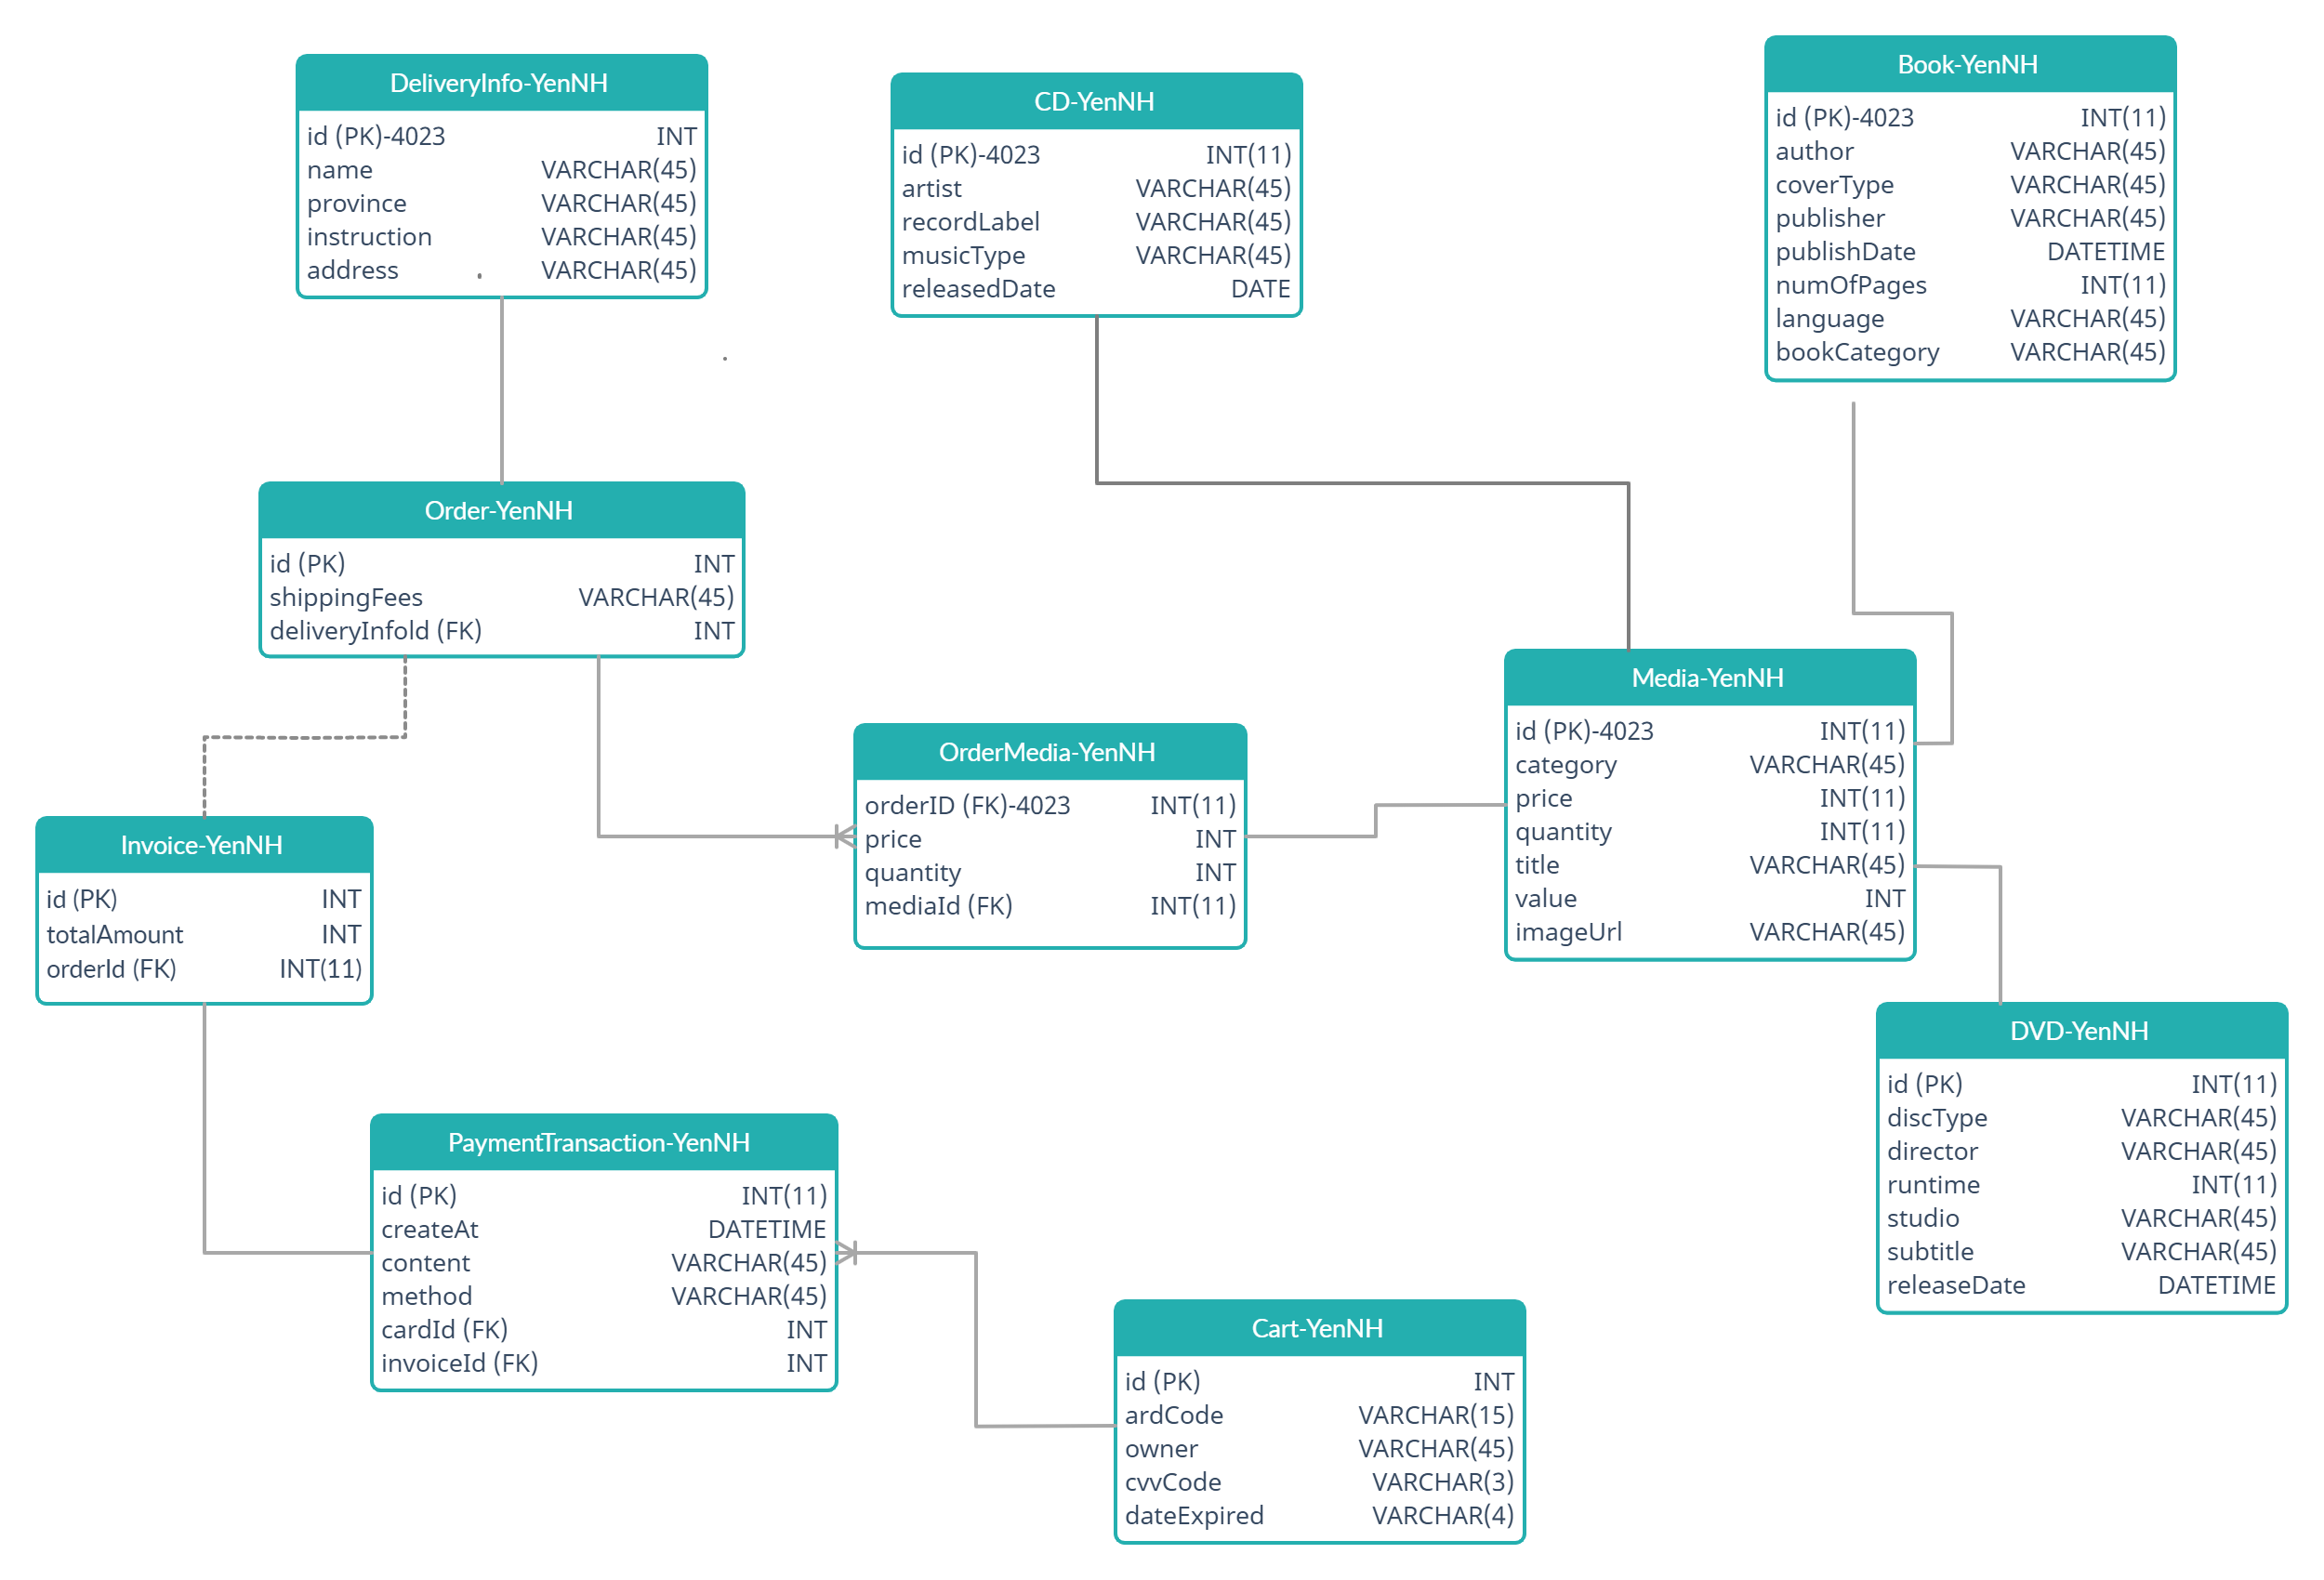 DeliveryInfo-YenNH
id (PK)-4023 INT
name VARCHAR(45)
province VARCHAR(45)
instruction VARCHAR(45)
address VARCHAR(45)
CD-YenNH
id (PK)-4023 INT(11)
artist VARCHAR(45)
recordLabel VARCHAR(45)
musicType VARCHAR(45)
releasedDate DATE
Book-YenNH
id (PK)-4023 INT(11)
author VARCHAR(45)
coverType VARCHAR(45)
publisher VARCHAR(45)
publishDate DATETIME
numOfPages INT(11)
language VARCHAR(45)
bookCategory VARCHAR(45)
Order-YenNH
id (PK) INT
shippingFees VARCHAR(45)
deliveryInfoId (FK) INT
Media-YenNH
id (PK)-4023 INT(11)
category VARCHAR(45)
price INT(11)
quantity INT(11)
title VARCHAR(45)
value INT
imageUrl VARCHAR(45)
OrderMedia-YenNH
orderID (FK)-4023 INT(11)
price INT
quantity INT
mediaId (FK) INT(11)
Invoice-YenNH
id (PK) INT
totalAmount INT
orderId (FK) INT(11)
DVD-YenNH
id (PK) INT(11)
discType VARCHAR(45)
director VARCHAR(45)
runtime INT(11)
studio VARCHAR(45)
subtitle VARCHAR(45)
releaseDate DATETIME
PaymentTransaction-YenNH
id (PK) INT(11)
createAt DATETIME
content VARCHAR(45)
method VARCHAR(45)
cardId (FK) INT
invoiceId (FK) INT
Cart-YenNH
id (PK) INT
ardCode VARCHAR(15)
owner VARCHAR(45)
cvvCode VARCHAR(3)
dateExpired VARCHAR(4)